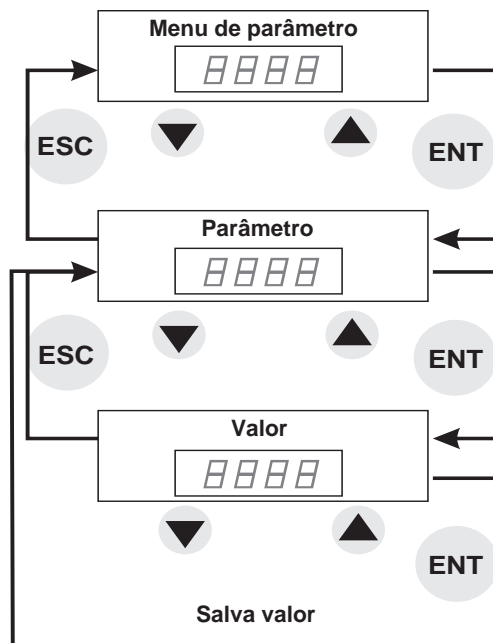 Menu de parâmetro
8888
ESC
ENT
Parâmetro
8888
ESC
ENT
Valor
8888
ENT
Salva valor